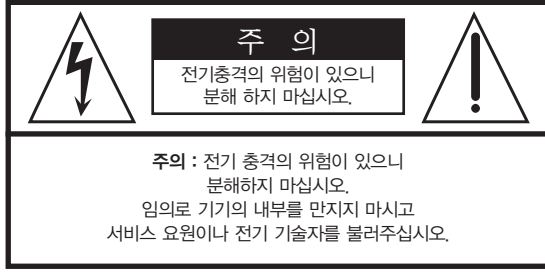 주 의
전기충격의 위험이 있으니
분해 하지 마십시오.
주의 : 전기 충격의 위험이 있으니
분해하지 마십시오.
임의로 기기의 내부를 만지지 마시고
서비스 요원이나 전기 기술자를 불러주십시오.